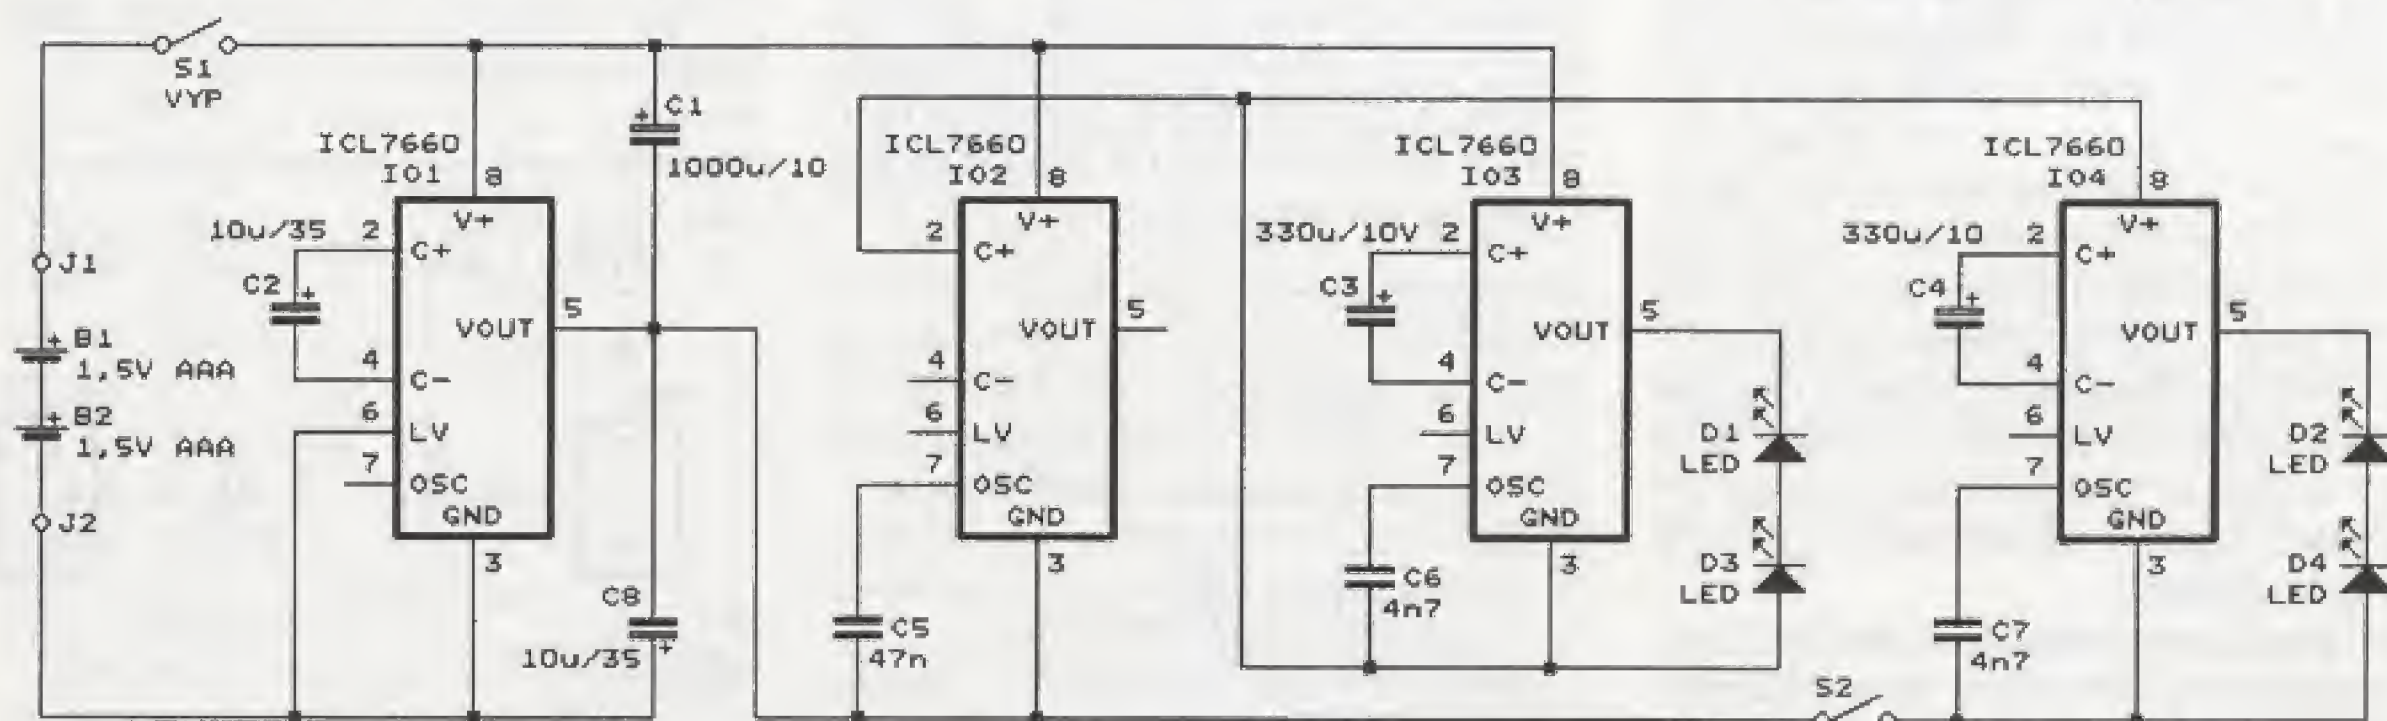 S1
VYP
J1
B1
1,5V AAA
B2
1,5V AAA
J2
ICL7660
IO1
8
V+
10u/35
2
C+
C2
5
VOUT
4
C-
6
LV
7
OSC
GND
3
C1
1000u/10
C8
10u/35
ICL7660
IO2
8
V+
2
C+
5
VOUT
4
C-
6
LV
7
OSC
GND
3
C5
47n
ICL7660
IO3
8
V+
330u/10V
2
C+
C3
5
VOUT
4
C-
6
LV
7
OSC
GND
3
C6
4n7
D1
LED
D3
LED
ICL7660
IO4
8
V+
330u/10
2
C+
C4
5
VOUT
4
C-
6
LV
7
OSC
GND
3
C7
4n7
D2
LED
D4
LED
S2